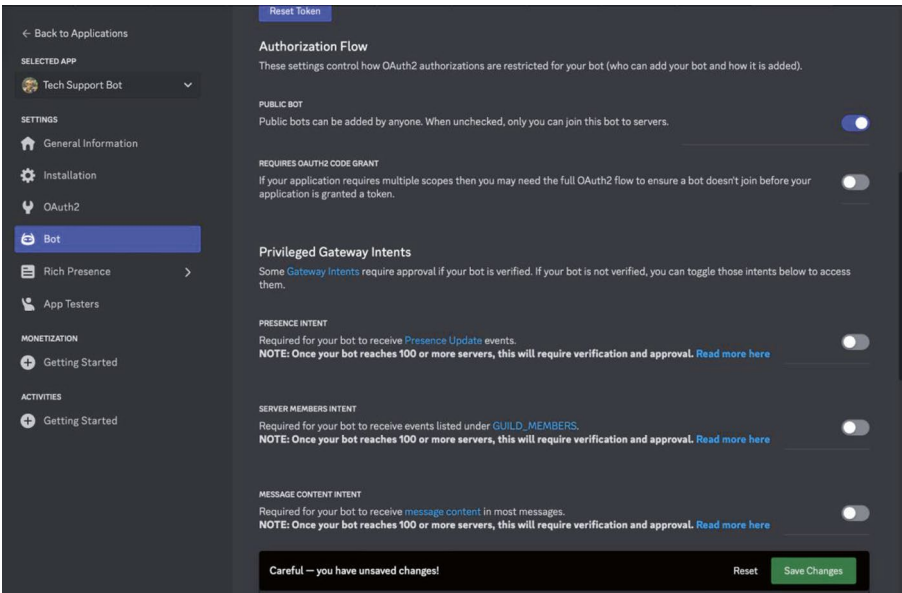 Reset Token
← Back to Applications
SELECTED APP
Tech Support Bot
SETTINGS
General Information
Installation
OAuth2
Bot
Rich Presence
App Testers
MONETIZATION
Getting Started
ACTIVITIES
Getting Started
Authorization Flow
These settings control how OAuth2 authorizations are restricted for your bot (who can add your bot and how it is added).
PUBLIC BOT
Public bots can be added by anyone. When unchecked, only you can join this bot to servers.
REQUIRES OAUTH2 CODE GRANT
If your application requires multiple scopes then you may need the full OAuth2 flow to ensure a bot doesn't join before your
application is granted a token.
Privileged Gateway Intents
Some Gateway Intents require approval if your bot is verified. If your bot is not verified, you can toggle those intents below to access
them.
PRESENCE INTENT
Required for your bot to receive Presence Update events.
NOTE: Once your bot reaches 100 or more servers, this will require verification and approval. Read more here
SERVER MEMBERS INTENT
Required for your bot to receive events listed under GUILD_MEMBERS.
NOTE: Once your bot reaches 100 or more servers, this will require verification and approval. Read more here
MESSAGE CONTENT INTENT
Required for your bot to receive message content in most messages.
NOTE: Once your bot reaches 100 or more servers, this will require verification and approval. Read more here
Careful — you have unsaved changes!
Reset
Save Changes